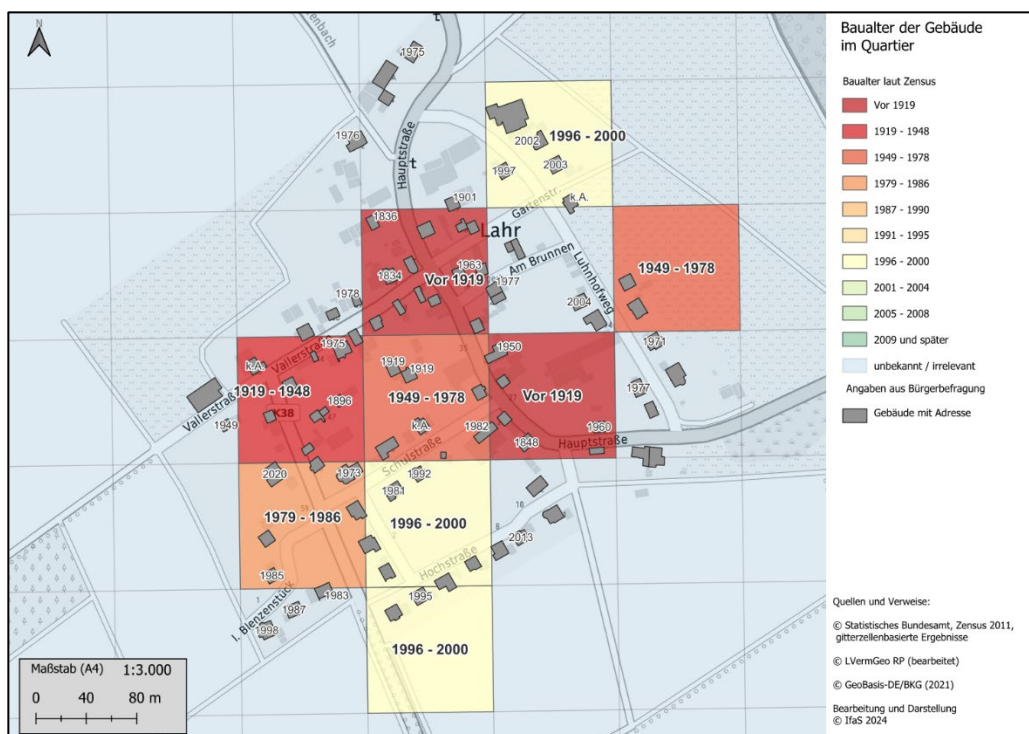 N
1975
1976
Hauptstraße
1996 - 2000
2002
2003
1997
k.A.
1901
Gartenstr.
1836
Lahr
Am Brunnen
Luhnhofweg
1949 - 1978
1963
1834
Vor 1919
1977
1978
2004
1971
Vallerstraße
1975
1950
1919
1919
k.A.
1919 - 1948
1949 - 1978
Vor 1919
1977
1896
K38
Vallerstraße
1949
k.A.
1982
1848
1960
Hauptstraße
Schulstraße
2020
1973
1992
1981
1979 - 1986
1996 - 2000
16
2013
Hochstraße
1985
1983
1995
1987
I. Blenzenstück
1998
1996 - 2000
Maßstab (A4) 1:3.000
0 40 80 m
Baualter der Gebäude
im Quartier
Baualter laut Zensus
Vor 1919
1919 - 1948
1949 - 1978
1979 - 1986
1987 - 1990
1991 - 1995
1996 - 2000
2001 - 2004
2005 - 2008
2009 und später
unbekannt / irrelevant
Angaben aus Bürgerbefragung
Gebäude mit Adresse
Quellen und Verweise:
© Statistisches Bundesamt, Zensus 2011,
gitterzellenbasierte Ergebnisse
© LVermGeo RP (bearbeitet)
© GeoBasis-DE/BKG (2021)
Bearbeitung und Darstellung
© IfaS 2024